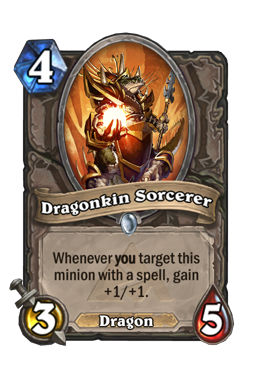 4
Dragonkin Sorcerer
Whenever you target this
minion with a spell, gain
+1/+1.
3
Dragon
5